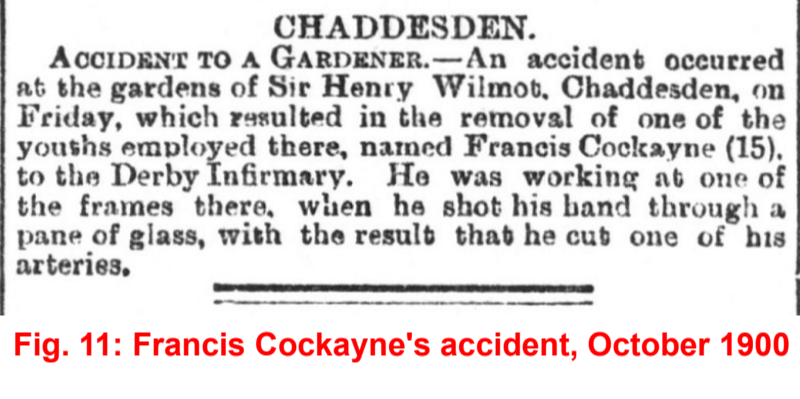 CHADDESDEN.
ACCIDENT TO A GARDENER.—An accident occurred
at the gardens of Sir Henry Wilmot, Chaddesden, on
Friday, which resulted in the removal of one of the
youths employed there, named Francis Cockayne (15),
to the Derby Infirmary. He was working at one of
the frames there, when he shot his hand through a
pane of glass, with the result that he cut one of his
arteries.
Fig. 11: Francis Cockayne's accident, October 1900